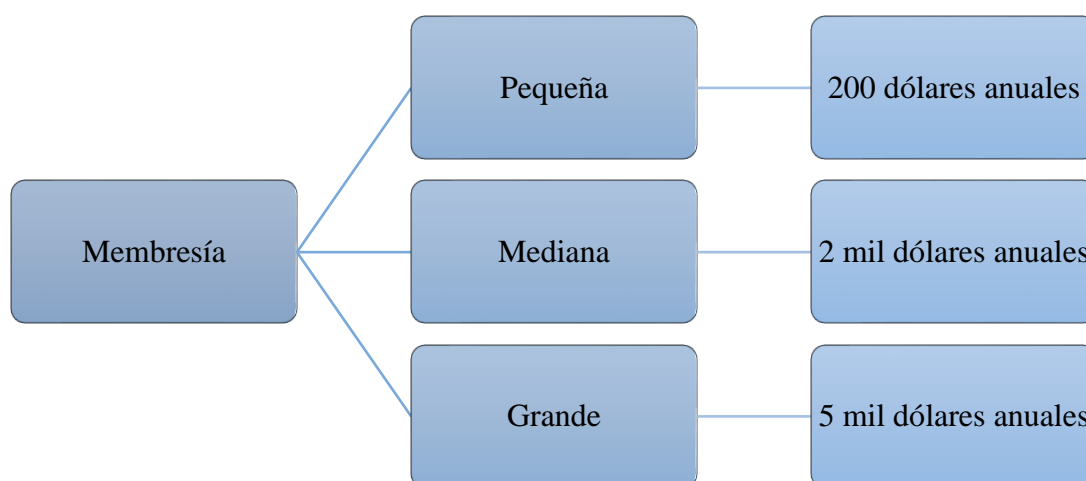 Membresía
Pequeña
200 dólares anuales
Mediana
2 mil dólares anuales
Grande
5 mil dólares anuales